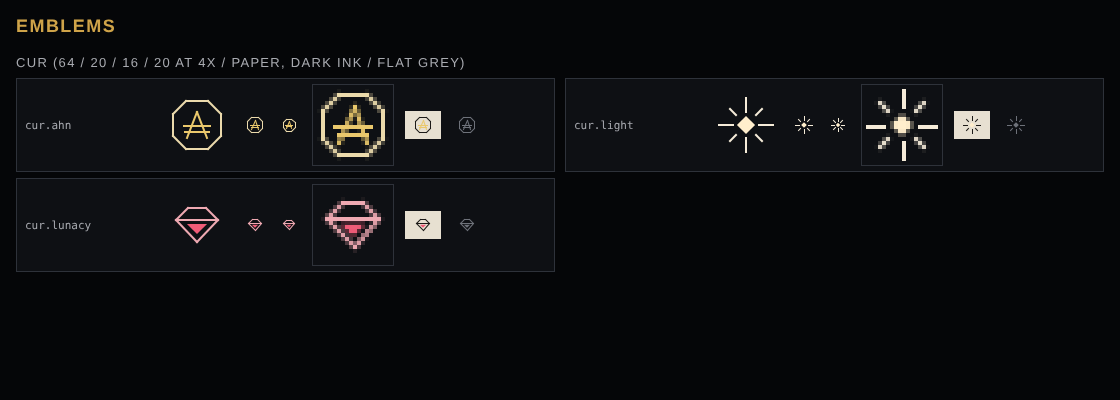 EMBLEMS
CUR (64 / 20 / 16 / 20 AT 4X / PAPER, DARK INK / FLAT GREY)
cur.ahn
cur.light
cur.lunacy